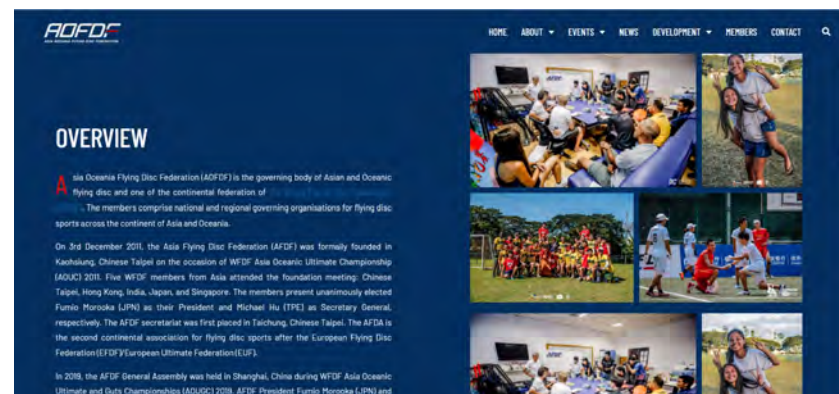 AOFDF
HOME ABOUT EVENTS NEWS DEVELOPMENT MEMBERS CONTACT
OVERVIEW
Asia Oceania Flying Disc Federation (AOFDF) is the governing body of Asian and Oceanic
flying disc and one of the continental federation of
. The members comprise national and regional governing organisations for flying disc
sports across the continent of Asia and Oceania.
On 3rd December 2011, the Asia Flying Disc Federation (AFDF) was formally founded in
Kaohsiung, Chinese Taipei on the occasion of WFDF Asia Oceanic Ultimate Championship
(AOUC) 2011. Five WFDF members from Asia attended the foundation meeting: Chinese
Taipei, Hong Kong, India, Japan, and Singapore. The members present unanimously elected
Fumio Morooka (JPN) as their President and Michael Hu (TPE) as Secretary General,
respectively. The AFDF secretariat was first placed in Taichung, Chinese Taipei. The AFDA is
the second continental association for flying disc sports after the European Flying Disc
Federation (EFDF)/European Ultimate Federation (EUF).
In 2019, the AFDF General Assembly was held in Shanghai, China during WFDF Asia Oceanic
Ultimate and Guts Championships (AOUGC) 2019. AFDF President Fumio Morooka (JPN) and